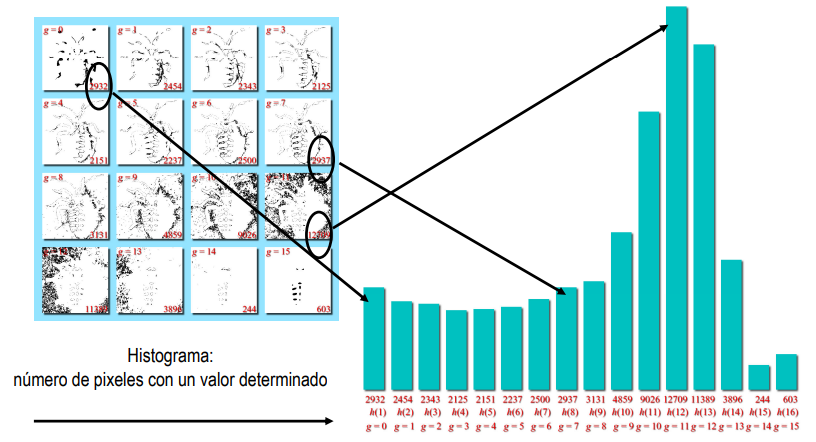 g = 0 g = 1 g = 2 g = 3
2932 2454 2343 2125
g = 4 g = 5 g = 6 g = 7
2151 2237 2500 2937
g = 8 g = 9 g = 10
3131 4859 9026 12709
g = 13 g = 14 g = 15
11389 3896 244 603
Histograma:
número de pixeles con un valor determinado
2932 2454 2343 2125 2151 2237 2500 2937 3131 4859 9026 12709 11389 3896 244 603
h(1) h(2) h(3) h(4) h(5) h(6) h(7) h(8) h(9) h(10) h(11) h(12) h(13) h(14) h(15) h(16)
g = 0 g = 1 g = 2 g = 3 g = 4 g = 5 g = 6 g = 7 g = 8 g = 9 g = 10 g = 11 g = 12 g = 13 g = 14 g = 15